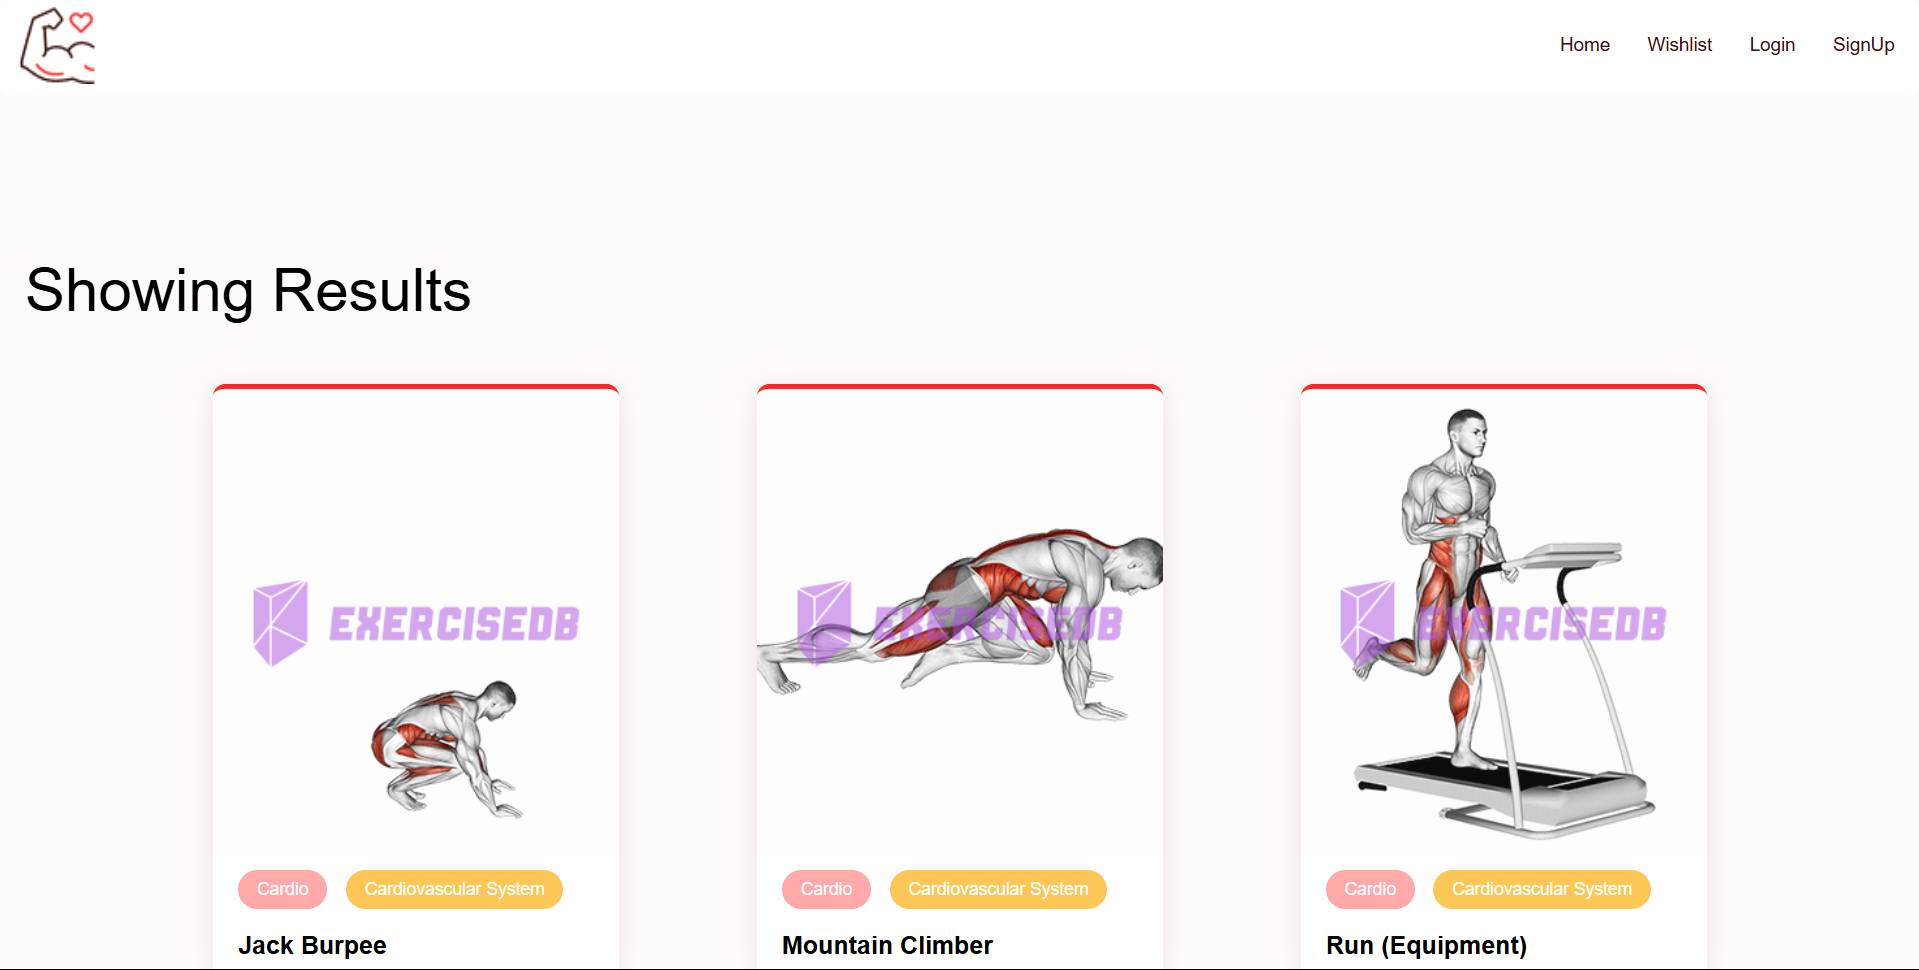 Home Wishlist Login SignUp
Showing Results
EXERCISEDB EXERCISEDB EXERCISEDB
Cardio Cardiovascular System Cardio Cardiovascular System Cardio Cardiovascular System
Jack Burpee Mountain Climber Run (Equipment)